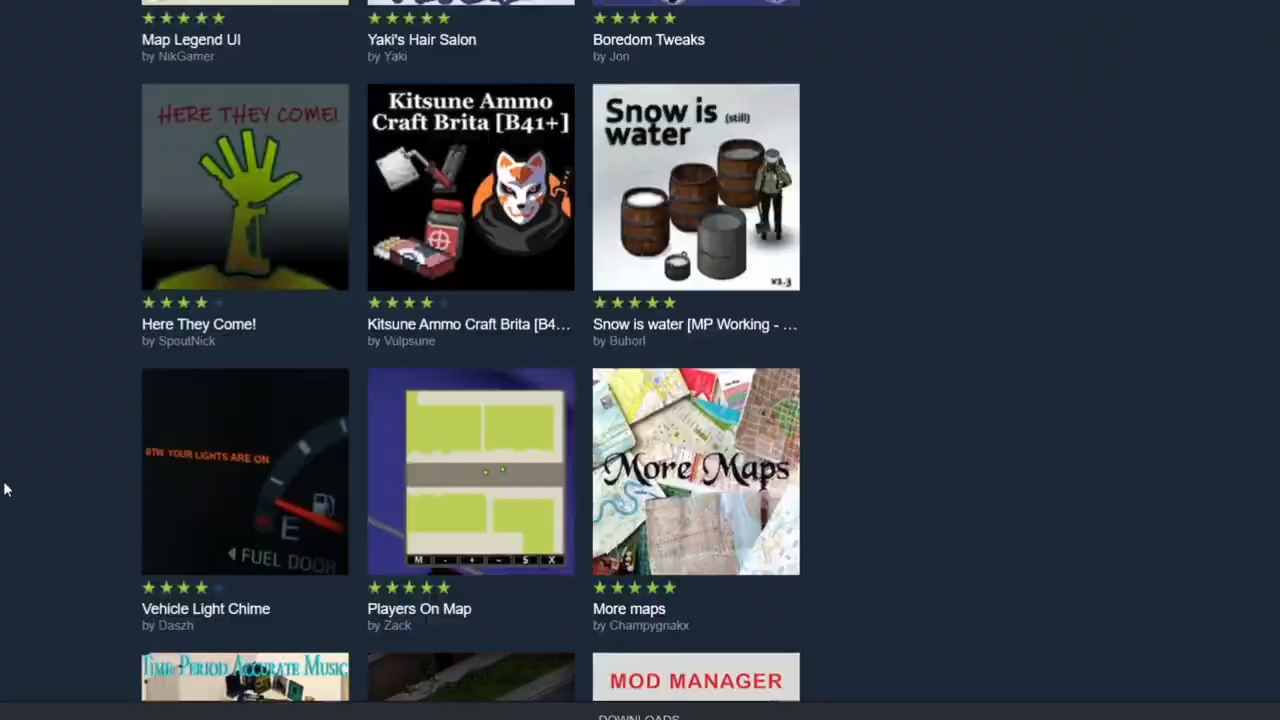 Map Legend UI
by NikGamer
Yaki's Hair Salon
by Yaki
Boredom Tweaks
by Jon
HERE THEY COME!
Here They Come!
by SpoutNick
Kitsune Ammo
Craft Brita [B41+]
Kitsune Ammo Craft Brita [B4...
by Vulpsune
Snow is (still)
water
v1.3
Snow is water [MP Working - ...
by Buhorl
BTW YOUR LIGHTS ARE ON
E
FUEL DOOR
Vehicle Light Chime
by Daszh
M - + ~ S X
Players On Map
by Zack
More Maps
More maps
by Champygnakx
TIME PERIOD ACCURATE MUSIC
MOD MANAGER
DOWNLOADS